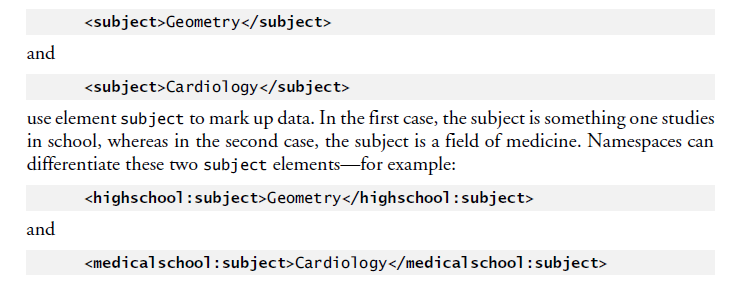 <subject>Geometry</subject>
and
<subject>Cardiology</subject>
use element subject to mark up data. In the first case, the subject is something one studies
in school, whereas in the second case, the subject is a field of medicine. Namespaces can
differentiate these two subject elements—for example:
<highschool:subject>Geometry</highschool:subject>
and
<medicalschool:subject>Cardiology</medicalschool:subject>